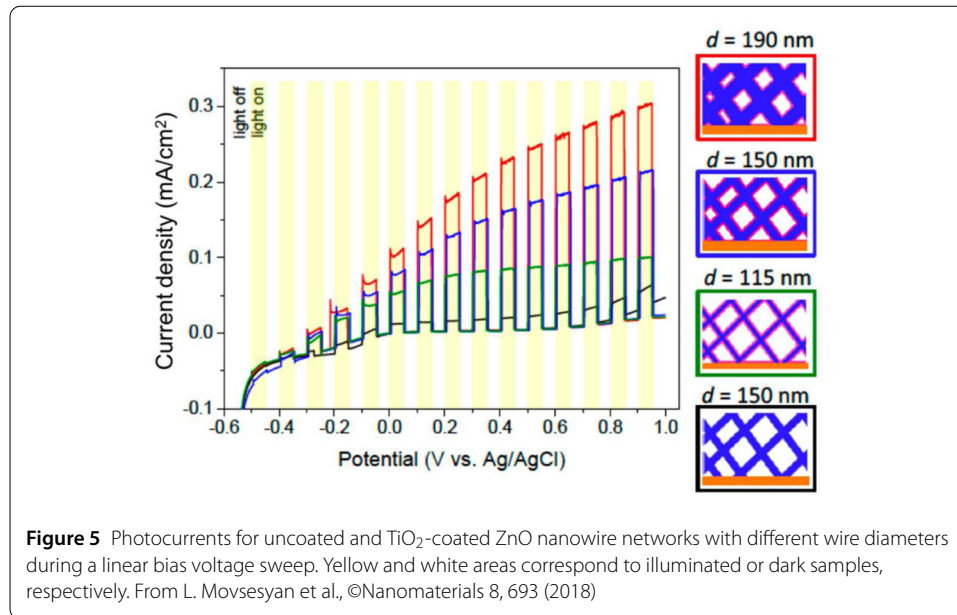 d = 190 nm
light off
light on
0.3
0.2
0.1
0.0
-0.1
Current density (mA/cm²)
-0.6 -0.4 -0.2 0.0 0.2 0.4 0.6 0.8 1.0
Potential (V vs. Ag/AgCl)
d = 150 nm
d = 115 nm
d = 150 nm
Figure 5 Photocurrents for uncoated and TiO₂-coated ZnO nanowire networks with different wire diameters
during a linear bias voltage sweep. Yellow and white areas correspond to illuminated or dark samples,
respectively. From L. Movsesyan et al., ©Nanomaterials 8, 693 (2018)